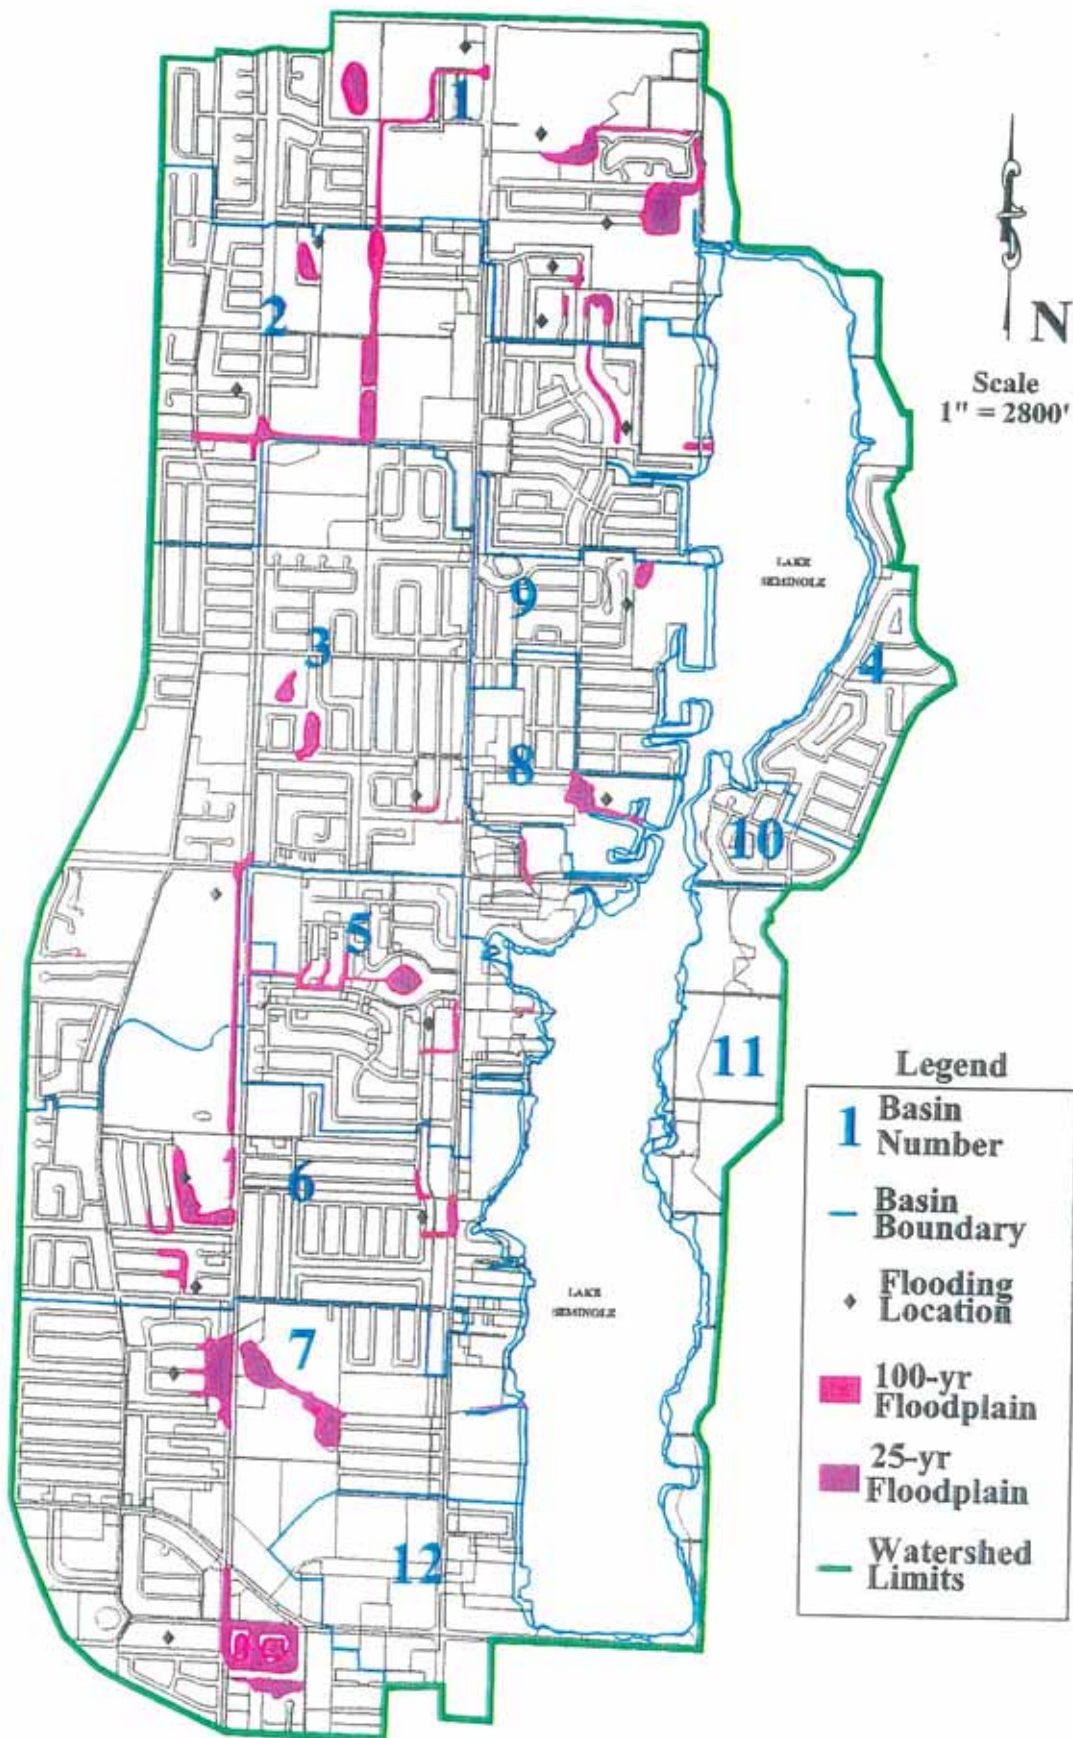 1
2
N
Scale
1" = 2800'
LAKE
SEMINOLE
9
3
4
8
10
5
11
6
LAKE
SEMINOLE
7
12
Legend
1 Basin
Number
Basin
Boundary
Flooding
Location
100-yr
Floodplain
25-yr
Floodplain
Watershed
Limits